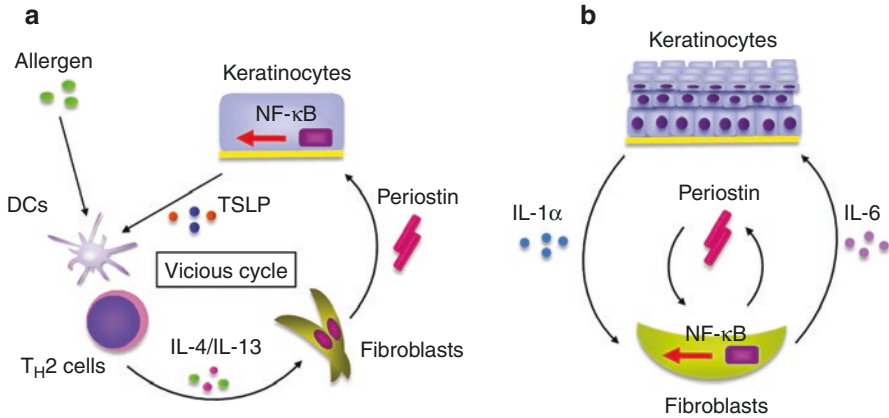 a
Allergen
Keratinocytes
NF-κB
DCs
TSLP
Periostin
Vicious cycle
IL-4/IL-13
TH2 cells
Fibroblasts
b
Keratinocytes
IL-1α
Periostin
IL-6
NF-κB
Fibroblasts